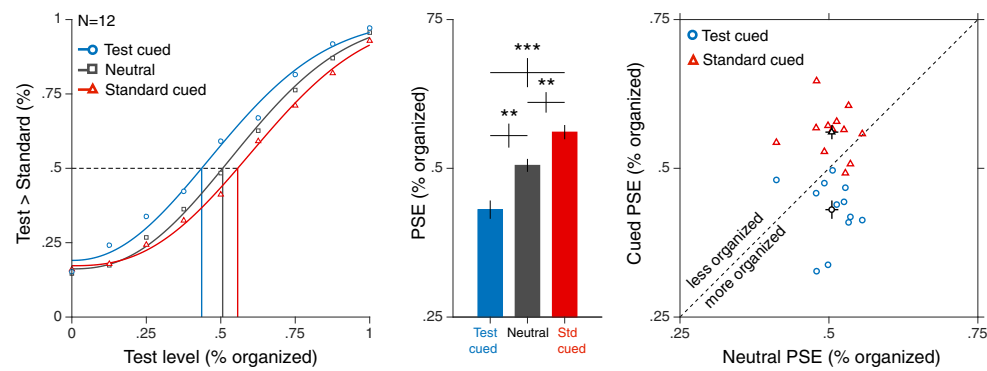 N=12
Test cued
Neutral
Standard cued
Test > Standard (%)
1
.75
.5
.25
0
0
.25
.5
.75
1
Test level (% organized)
PSE (% organized)
.75
.5
.25
***
**
**
Test
cued
Neutral
Std
cued
Cued PSE (% organized)
.75
.5
.25
Test cued
Standard cued
less organized
more organized
.25
.5
.75
Neutral PSE (% organized)